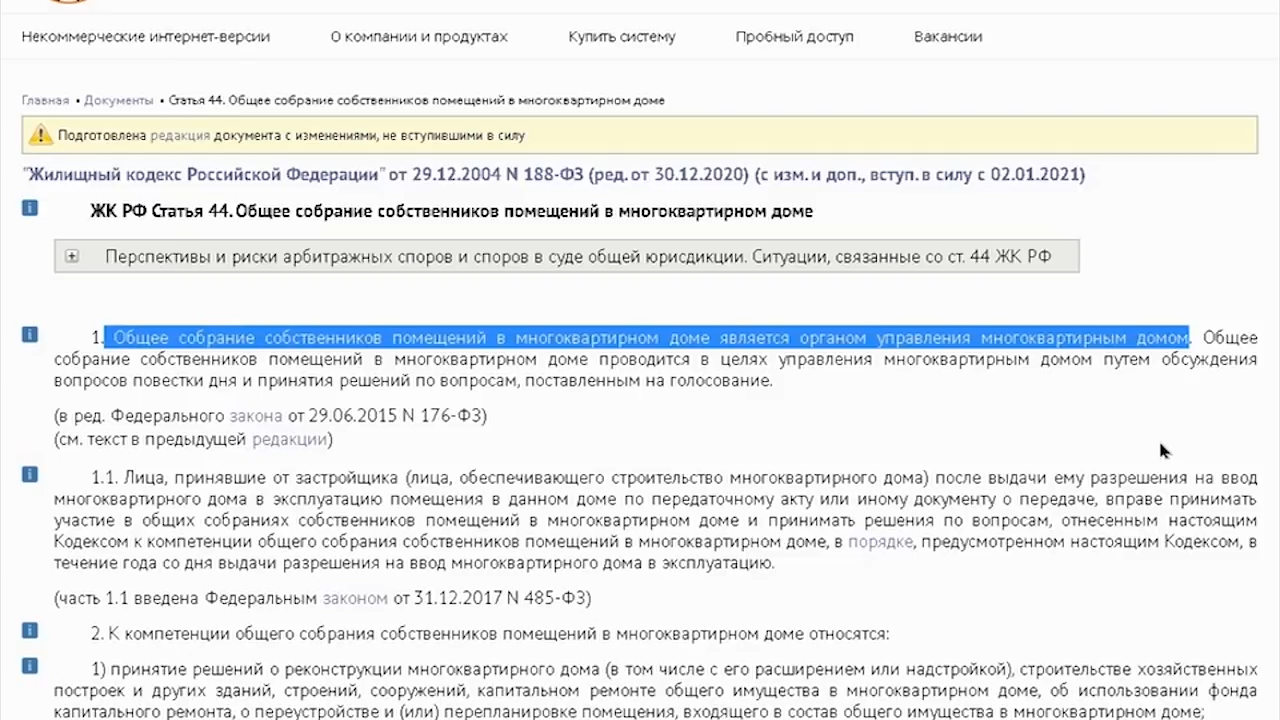 Некоммерческие интернет-версии О компании и продуктах Купить систему Пробный доступ Вакансии
Главная • Документы • Статья 44. Общее собрание собственников помещений в многоквартирном доме
Подготовлена редакция документа с изменениями, не вступившими в силу
"Жилищный кодекс Российской Федерации" от 29.12.2004 N 188-ФЗ (ред. от 30.12.2020) (с изм. и доп., вступ. в силу с 02.01.2021)
ЖК РФ Статья 44. Общее собрание собственников помещений в многоквартирном доме
Перспективы и риски арбитражных споров и споров в суде общей юрисдикции. Ситуации, связанные со ст. 44 ЖК РФ
1. Общее собрание собственников помещений в многоквартирном доме является органом управления многоквартирным домом. Общее
собрание собственников помещений в многоквартирном доме проводится в целях управления многоквартирным домом путем обсуждения
вопросов повестки дня и принятия решений по вопросам, поставленным на голосование.
(в ред. Федерального закона от 29.06.2015 N 176-ФЗ)
(см. текст в предыдущей редакции)
1.1. Лица, принявшие от застройщика (лица, обеспечивающего строительство многоквартирного дома) после выдачи ему разрешения на ввод
многоквартирного дома в эксплуатацию помещения в данном доме по передаточному акту или иному документу о передаче, вправе принимать
участие в общих собраниях собственников помещений в многоквартирном доме и принимать решения по вопросам, отнесенным настоящим
Кодексом к компетенции общего собрания собственников помещений в многоквартирном доме, в порядке, предусмотренном настоящим Кодексом, в
течение года со дня выдачи разрешения на ввод многоквартирного дома в эксплуатацию.
(часть 1.1 введена Федеральным законом от 31.12.2017 N 485-ФЗ)
2. К компетенции общего собрания собственников помещений в многоквартирном доме относятся:
1) принятие решений о реконструкции многоквартирного дома (в том числе с его расширением или надстройкой), строительстве хозяйственных
построек и других зданий, строений, сооружений, капитальном ремонте общего имущества в многоквартирном доме, об использовании фонда
капитального ремонта, о переустройстве и (или) перепланировке помещения, входящего в состав общего имущества в многоквартирном доме;